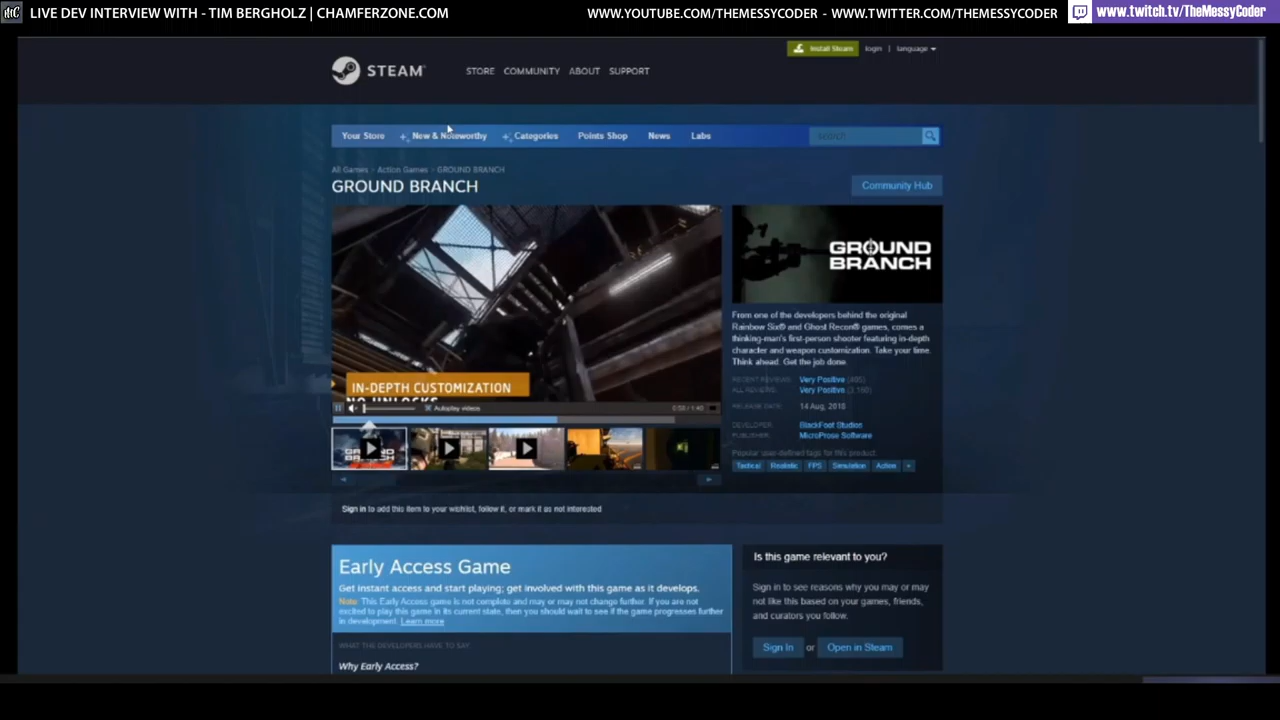 LIVE DEV INTERVIEW WITH - TIM BERGHOLZ | CHAMFERZONE.COM
WWW.YOUTUBE.COM/THEMESSYCODER - WWW.TWITTER.COM/THEMESSYCODER
www.twitch.tv/TheMessyCoder
Install Steam login | language
STEAM
STORE COMMUNITY ABOUT SUPPORT
Your Store New & Noteworthy Categories Points Shop News Labs
search
All Games > Action Games > GROUND BRANCH
GROUND BRANCH
Community Hub
IN-DEPTH CUSTOMIZATION
NO UNLOCKS
Autoplay videos
GROUND
BRANCH
From one of the developers behind the original
Rainbow Six® and Ghost Recon® games, comes a
thinking-man's first-person shooter featuring in-depth
character and weapon customization. Take your time.
Think ahead. Get the job done.
RECENT REVIEWS: Very Positive
ALL REVIEWS: Very Positive
RELEASE DATE: 14 Aug, 2018
DEVELOPER: BlackFoot Studios
PUBLISHER: MicroProse Software
Popular user-defined tags for this product:
Tactical Realistic FPS Simulation Action +
Sign in to add this item to your wishlist, follow it, or mark it as not interested
Early Access Game
Get instant access and start playing; get involved with this game as it develops.
Note: This Early Access game is not complete and may or may not change further. If you are not
excited to play this game in its current state, then you should wait to see if the game progresses further
in development. Learn more
WHAT THE DEVELOPERS HAVE TO SAY:
Why Early Access?
Is this game relevant to you?
Sign in to see reasons why you may or may
not like this based on your games, friends,
and curators you follow.
Sign In or Open in Steam